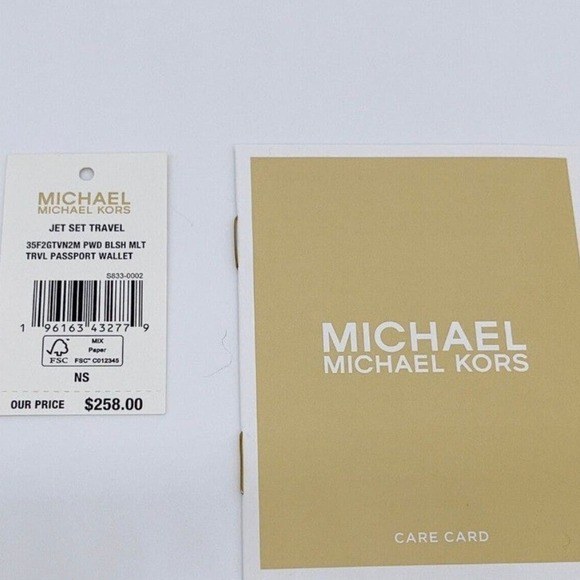 MICHAEL
MICHAEL KORS
JET SET TRAVEL
35F2GTVN2M PWD BLSH MLT
TRVL PASSPORT WALLET
S833-0002
1 96163 43277 9
FSC
MIX
Paper
FSC™ C012345
NS
OUR PRICE $258.00
MICHAEL
MICHAEL KORS
CARE CARD